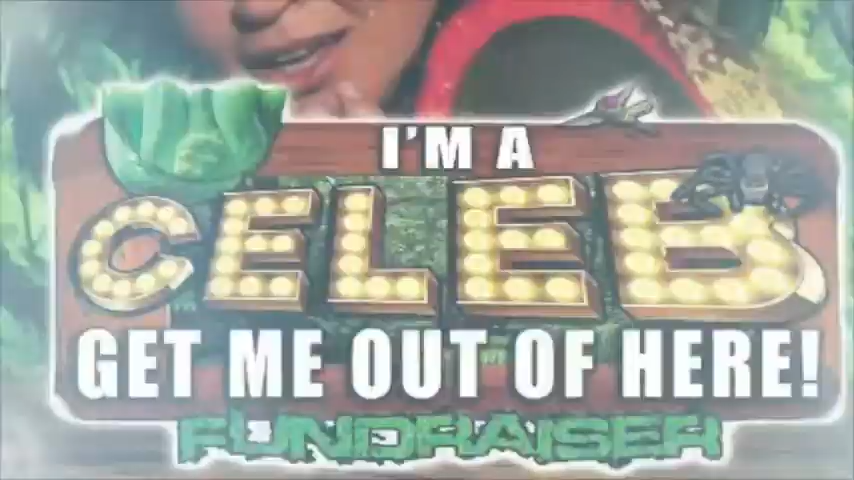 I'M A
CELEB
GET ME OUT OF HERE!
FUNDRAISER